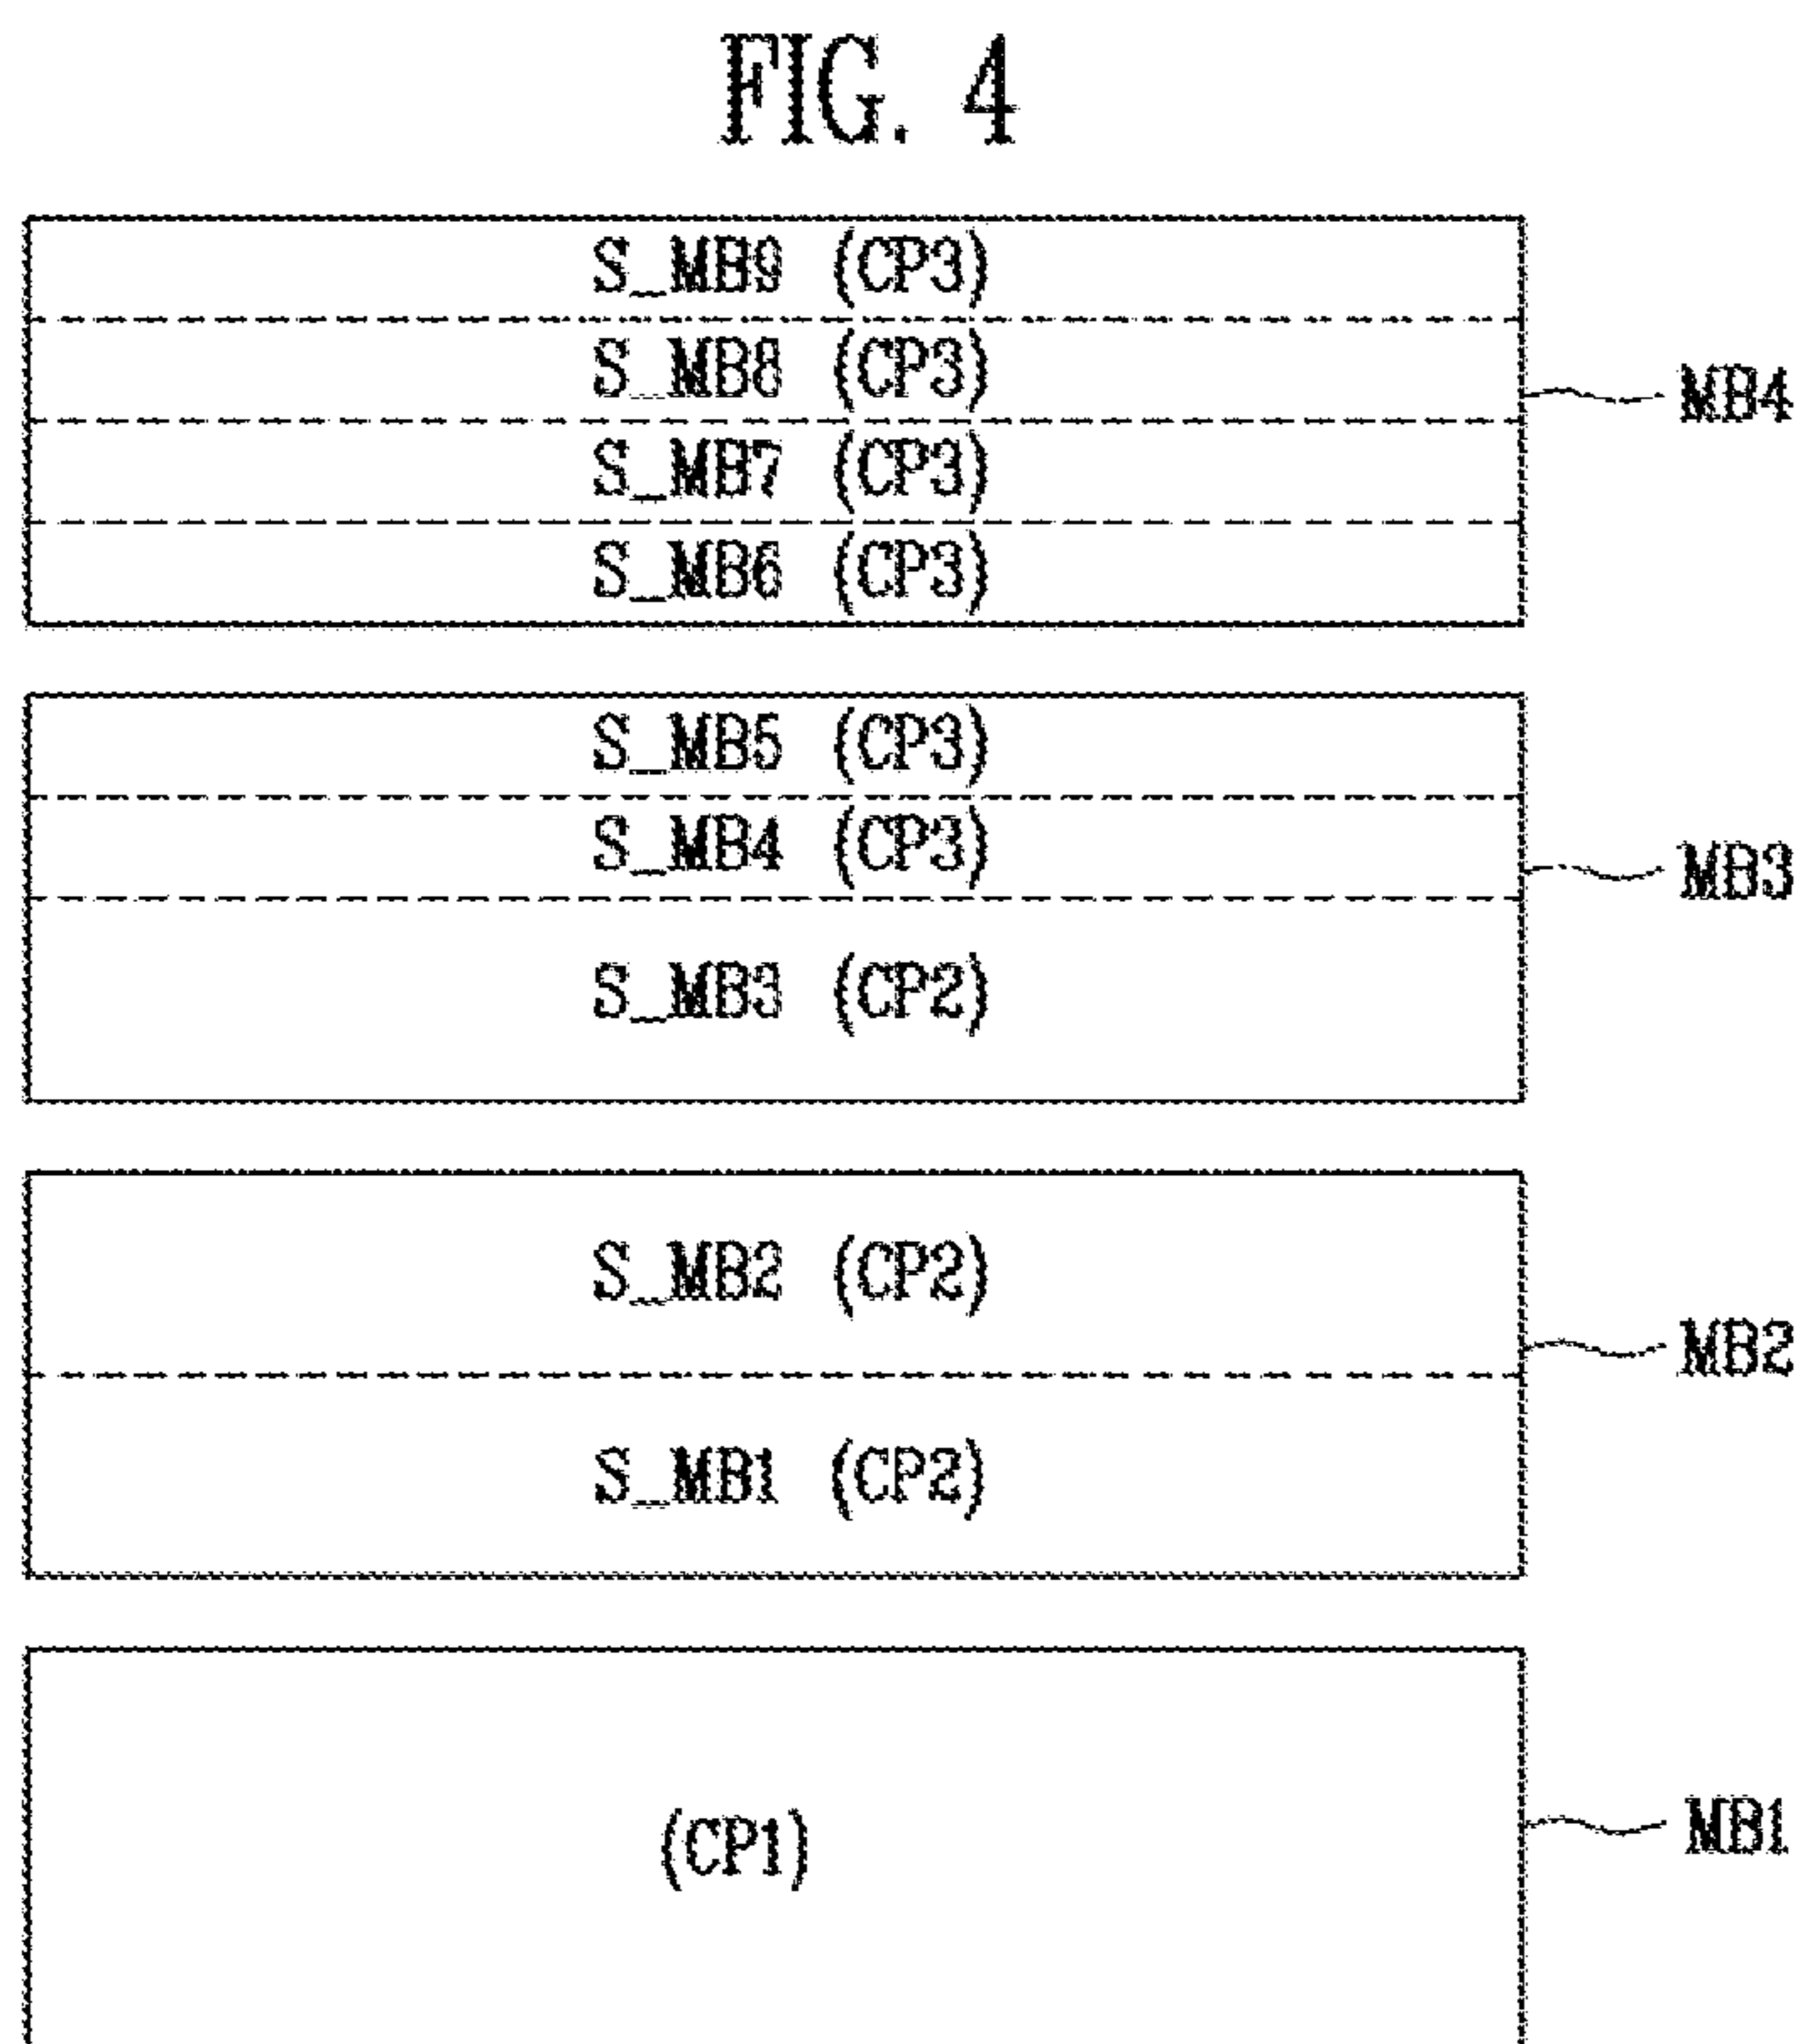 FIG. 4
S_MB9 (CP3)
S_MB8 (CP3)
MB4
S_MB7 (CP3)
S_MB6 (CP3)
S_MB5 (CP3)
S_MB4 (CP3)
MB3
S_MB3 (CP2)
S_MB2 (CP2)
MB2
S_MB1 (CP2)
MB1
(CP1)